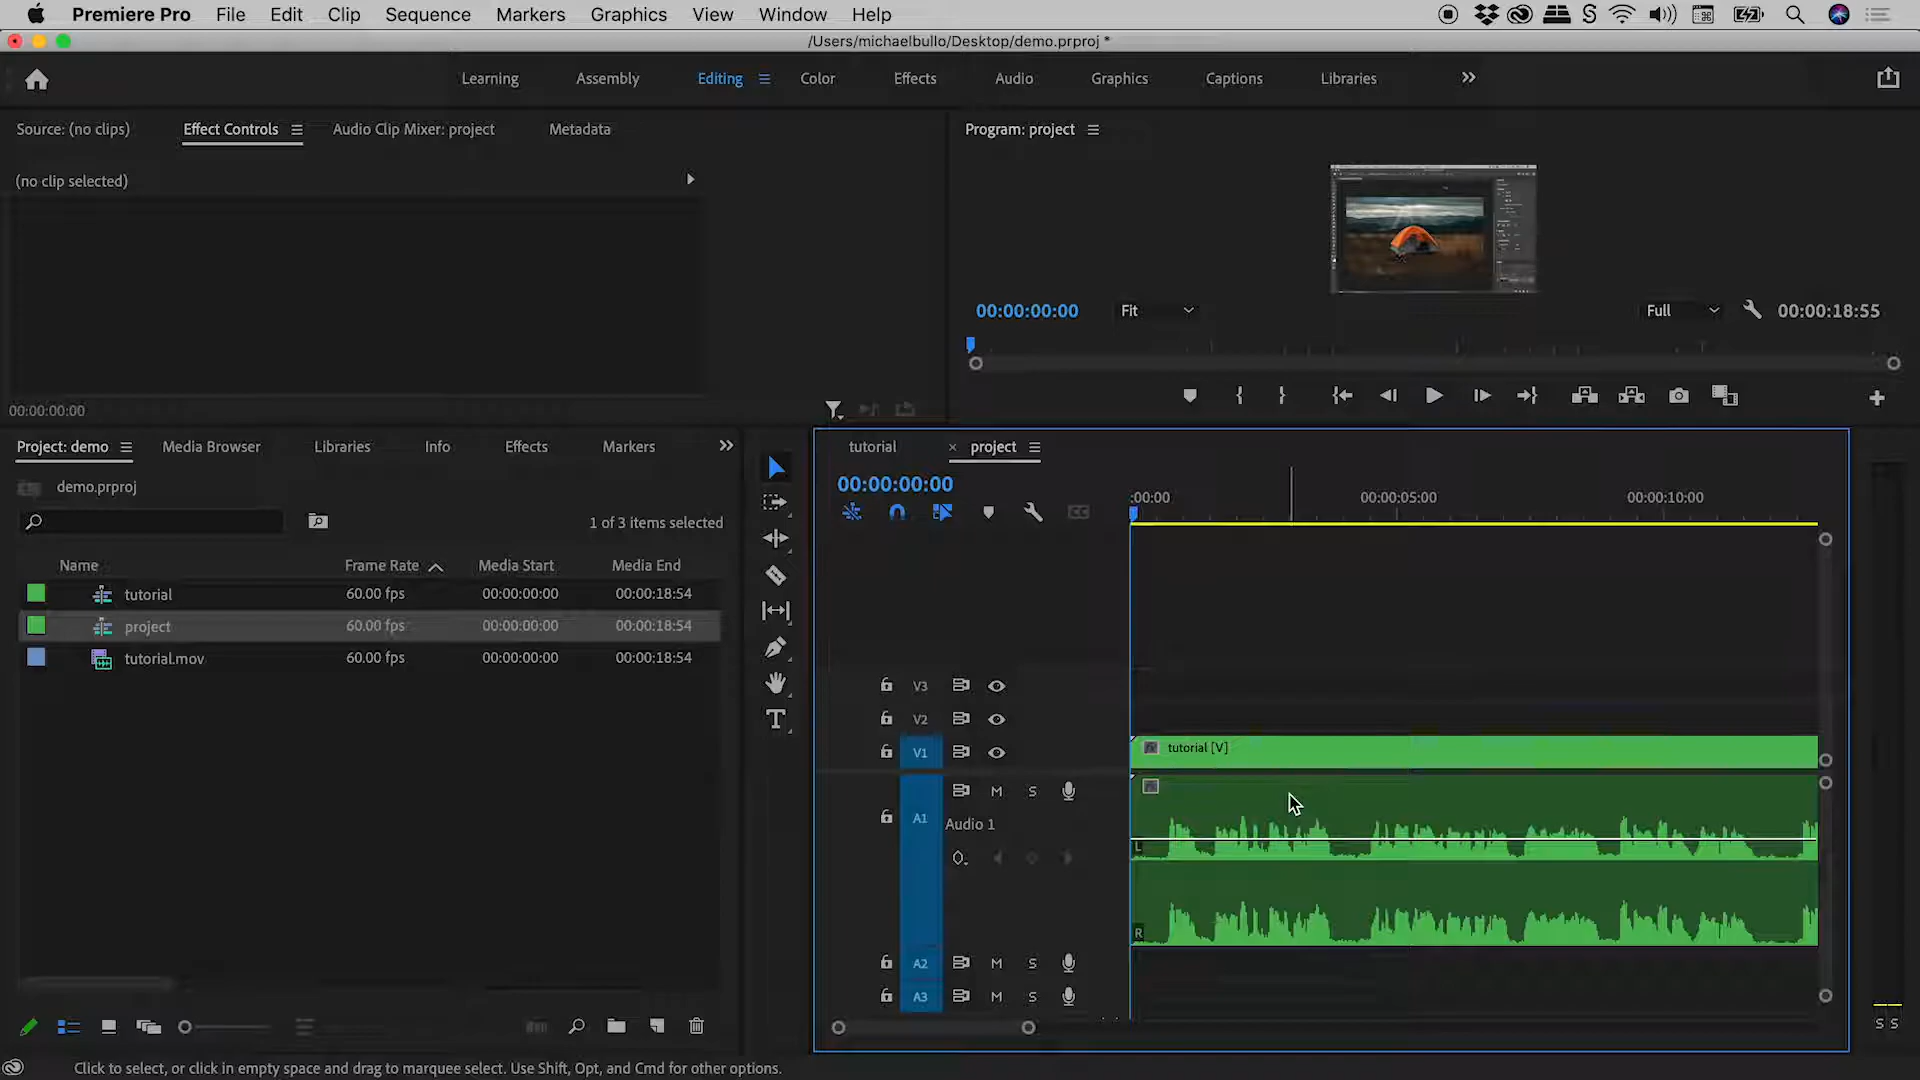 Premiere Pro File Edit Clip Sequence Markers Graphics View Window Help
/Users/michaelbullo/Desktop/demo.prproj *
Learning Assembly Editing Color Effects Audio Graphics Captions Libraries
Source: (no clips) Effect Controls Audio Clip Mixer: project Metadata
(no clip selected)
00:00:00:00
Program: project
00:00:00:00 Fit Full 00:00:18:55
Project: demo Media Browser Libraries Info Effects Markers
demo.prproj
1 of 3 items selected
Name Frame Rate Media Start Media End
tutorial 60.00 fps 00:00:00:00 00:00:18:54
project 60.00 fps 00:00:00:00 00:00:18:54
tutorial.mov 60.00 fps 00:00:00:00 00:00:18:54
tutorial × project
00:00:00:00
:00:00 00:00:05:00 00:00:10:00
V3
V2
V1 tutorial [V]
M S
A1 Audio 1
L
R
A2 M S
A3 M S
S S
Click to select, or click in empty space and drag to marquee select. Use Shift, Opt, and Cmd for other options.